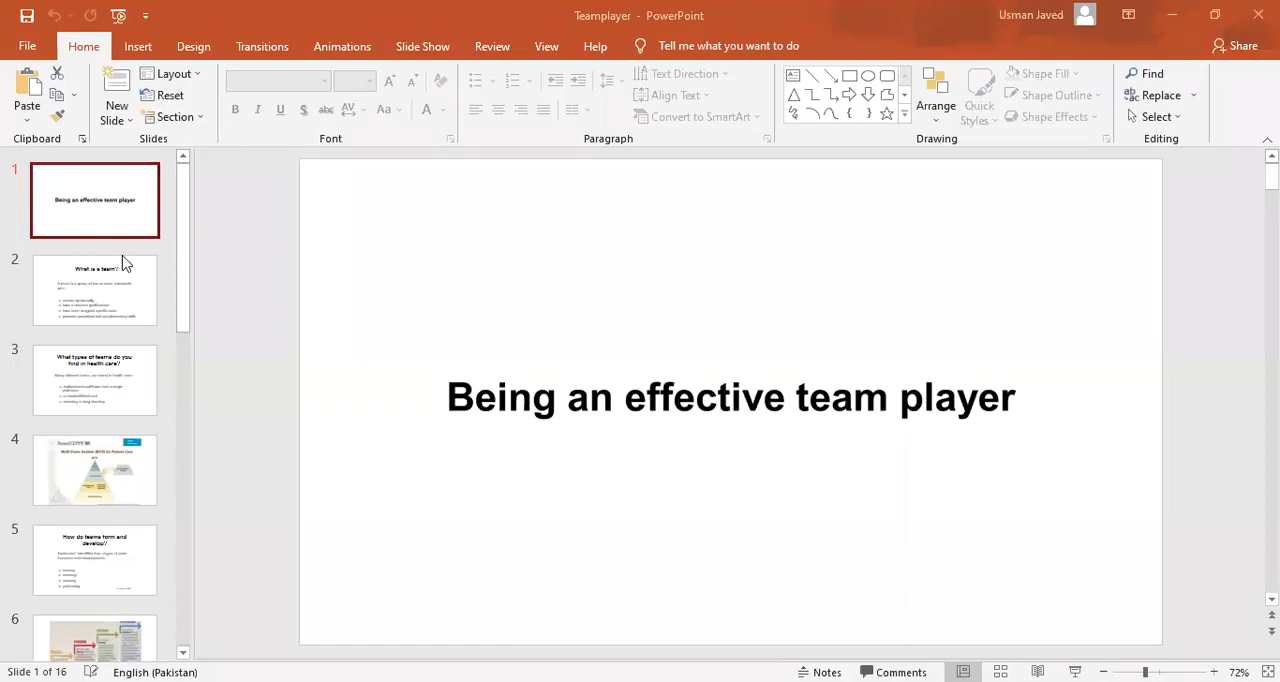 Teamplayer - PowerPoint
Usman Javed
File Home Insert Design Transitions Animations Slide Show Review View Help Tell me what you want to do Share
Paste
Clipboard
New Slide
Layout
Reset
Section
Slides
B I U S abc AV Aa A
Font
Text Direction
Align Text
Convert to SmartArt
Paragraph
Arrange
Quick Styles
Shape Fill
Shape Outline
Shape Effects
Drawing
Find
Replace
Select
Editing
1
Being an effective team player
2
What is a team?
3
What types of teams do you
find in health care?
4
5
How do teams form and
develop?
6
Being an effective team player
Slide 1 of 16 English (Pakistan) Notes Comments 72%